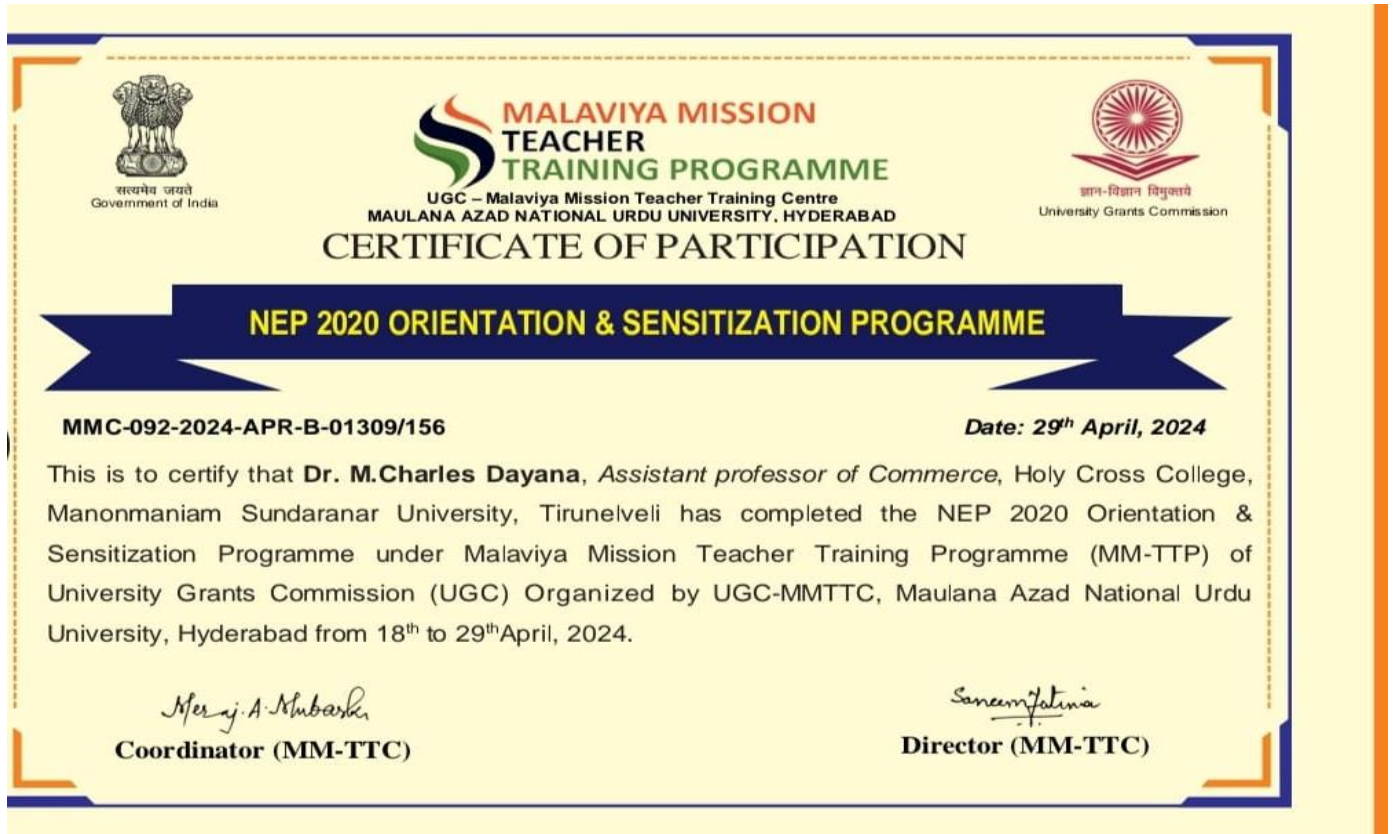 सत्यमेव जयते
Government of India
MALAVIYA MISSION
TEACHER
TRAINING PROGRAMME
UGC – Malaviya Mission Teacher Training Centre
MAULANA AZAD NATIONAL URDU UNIVERSITY, HYDERABAD
ज्ञान-विज्ञान विमुक्तये
University Grants Commission
CERTIFICATE OF PARTICIPATION
NEP 2020 ORIENTATION & SENSITIZATION PROGRAMME
MMC-092-2024-APR-B-01309/156
Date: 29th April, 2024
This is to certify that Dr. M.Charles Dayana, Assistant professor of Commerce, Holy Cross College,
Manonmaniam Sundaranar University, Tirunelveli has completed the NEP 2020 Orientation &
Sensitization Programme under Malaviya Mission Teacher Training Programme (MM-TTP) of
University Grants Commission (UGC) Organized by UGC-MMTTC, Maulana Azad National Urdu
University, Hyderabad from 18th to 29thApril, 2024.
Meraj. A. Mubarki
Coordinator (MM-TTC)
Saneem Fatima
Director (MM-TTC)